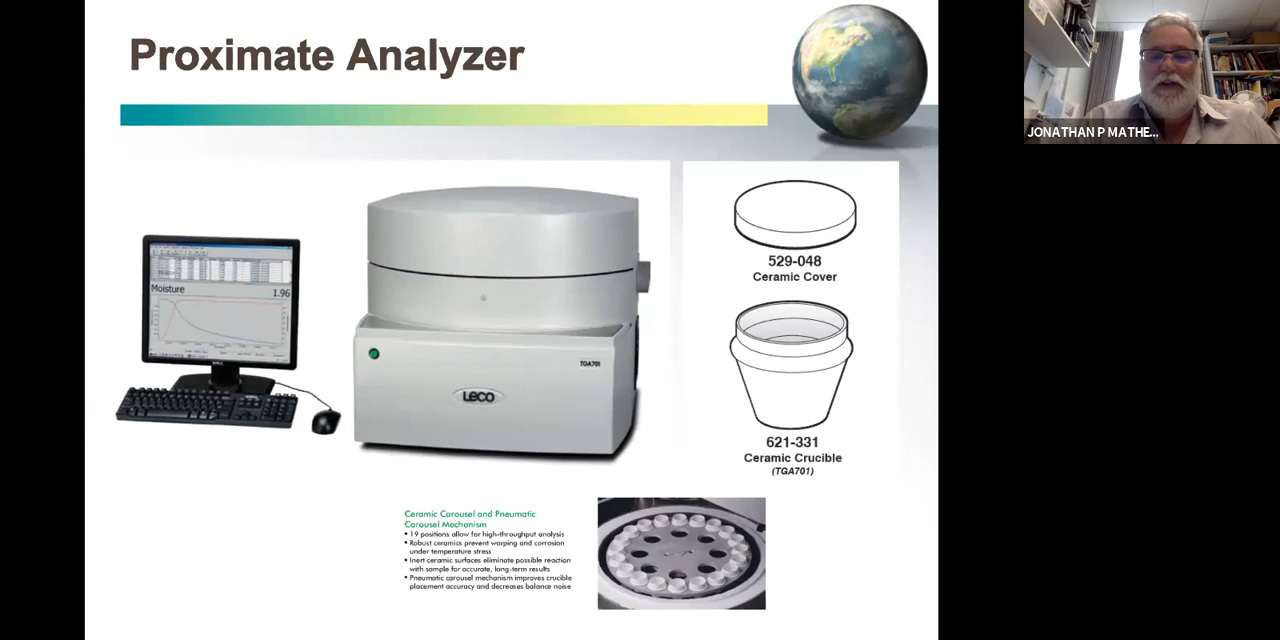 Proximate Analyzer
JONATHAN P MATHE...
Moisture
1.96
DELL
TGA701
LECO
529-048
Ceramic Cover
621-331
Ceramic Crucible
(TGA701)
Ceramic Carousel and Pneumatic
Carousel Mechanism
• 19 positions allow for high-throughput analysis
• Robust ceramics prevent warping and corrosion
under temperature stress
• Inert ceramic surfaces eliminate possible reaction
with sample for accurate, long-term results
• Pneumatic carousel mechanism improves crucible
placement accuracy and decreases balance noise